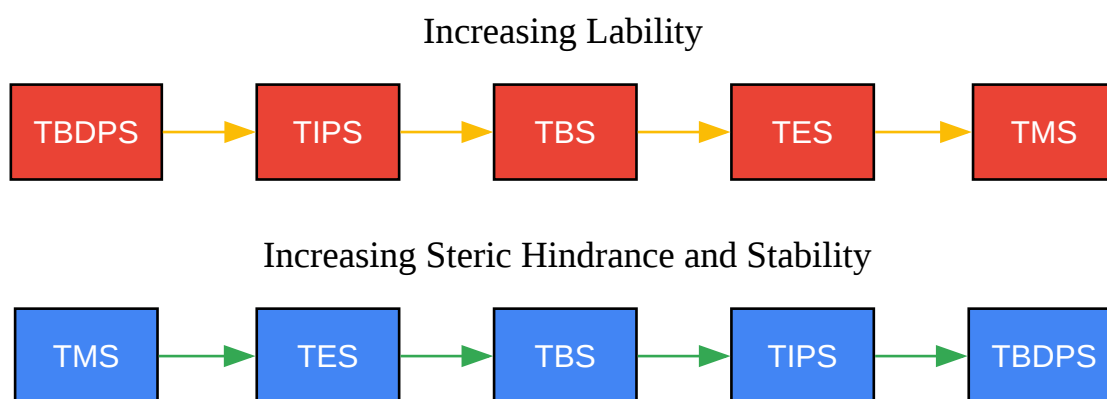 Increasing Lability
TBDPS TIPS TBS TES TMS
Increasing Steric Hindrance and Stability
TMS TES TBS TIPS TBDPS